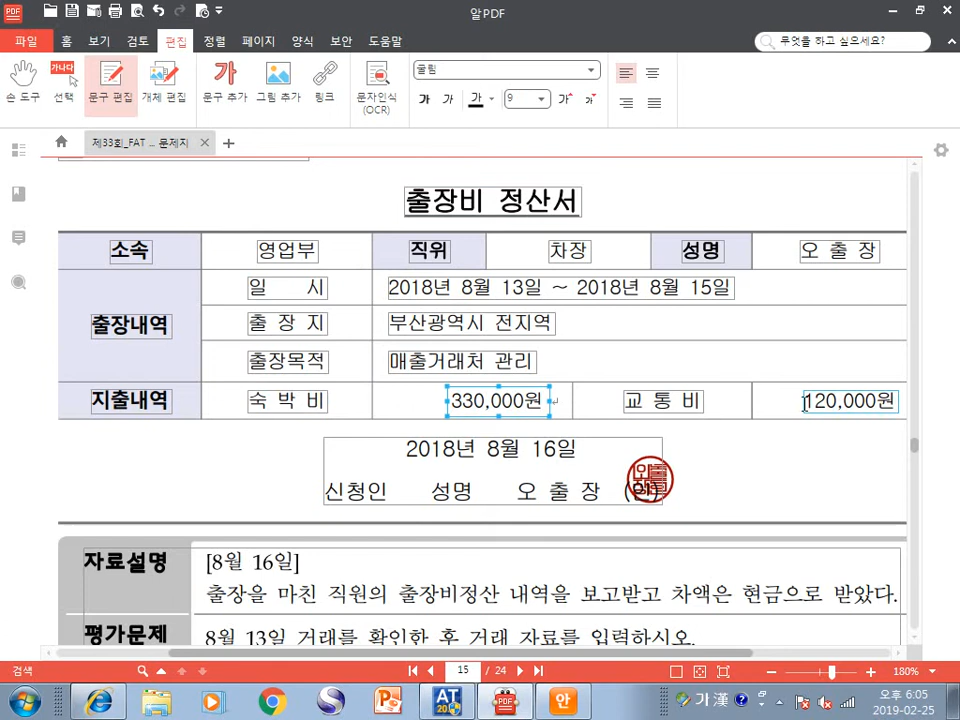 PDF
알PDF
파일 홈 보기 검토 편집 정렬 페이지 양식 보안 도움말
무엇을 하고 싶으세요?
손 도구 선택 문구 편집 개체 편집 문구 추가 그림 추가 링크 문자인식 (OCR)
가나다 가
굴림
가 가 가 9 가 가
제33회_FAT ... 문제지
출장비 정산서
소속 영업부 직위 차장 성명 오 출 장
출장내역 일 시 2018년 8월 13일 ~ 2018년 8월 15일
출 장 지 부산광역시 전지역
출장목적 매출거래처 관리
지출내역 숙 박 비 330,000원 교 통 비 120,000원
2018년 8월 16일
신청인 성명 오 출 장 (인)
자료설명 [8월 16일]
출장을 마친 직원의 출장비정산 내역을 보고받고 차액은 현금으로 받았다.
평가문제 8월 13일 거래를 확인한 후 거래 자료를 입력하시오.
검색 15 / 24 180%
AT 20 PDF 안 가 漢 오후 6:05
2019-02-25